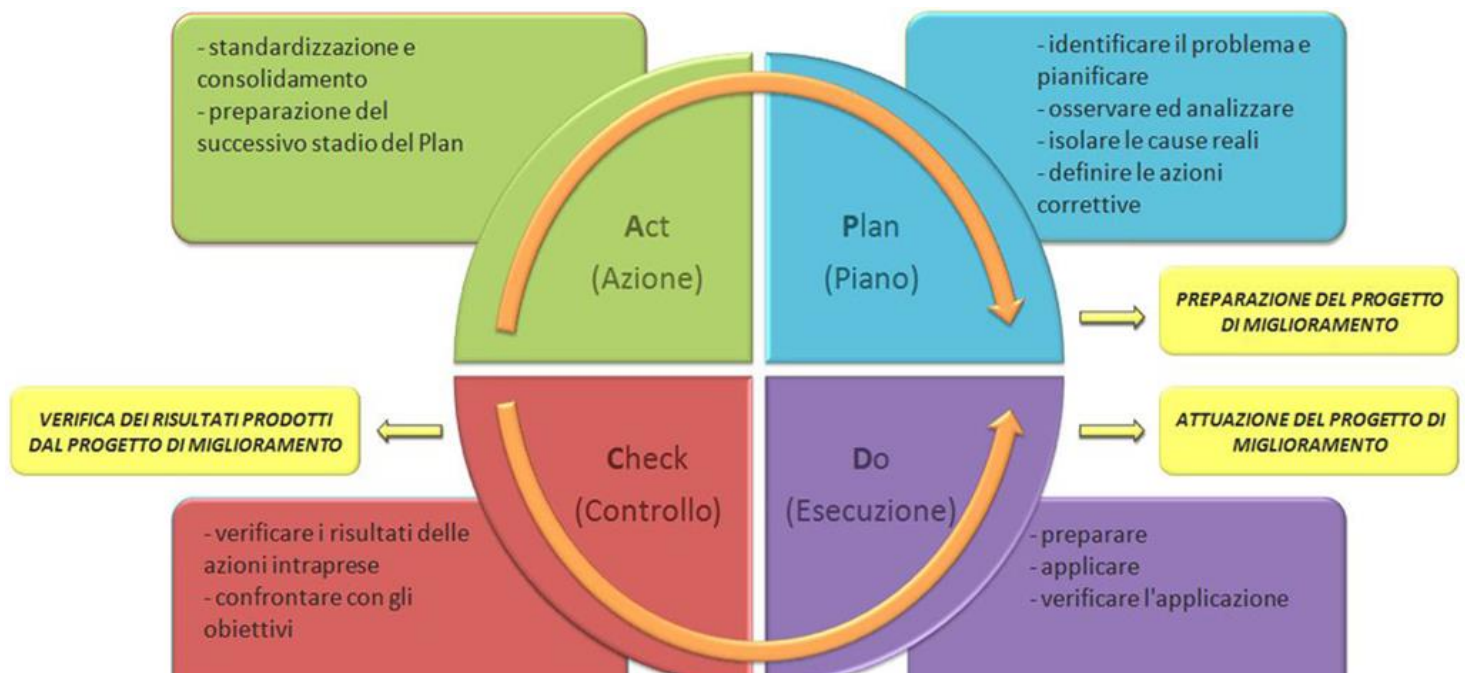 - standardizzazione e
consolidamento
- preparazione del
successivo stadio del Plan
- identificare il problema e
pianificare
- osservare ed analizzare
- isolare le cause reali
- definire le azioni
correttive
Act
(Azione)
Plan
(Piano)
PREPARAZIONE DEL PROGETTO
DI MIGLIORAMENTO
VERIFICA DEI RISULTATI PRODOTTI
DAL PROGETTO DI MIGLIORAMENTO
ATTUAZIONE DEL PROGETTO DI
MIGLIORAMENTO
Check
(Controllo)
Do
(Esecuzione)
- verificare i risultati delle
azioni intraprese
- confrontare con gli
obiettivi
- preparare
- applicare
- verificare l'applicazione